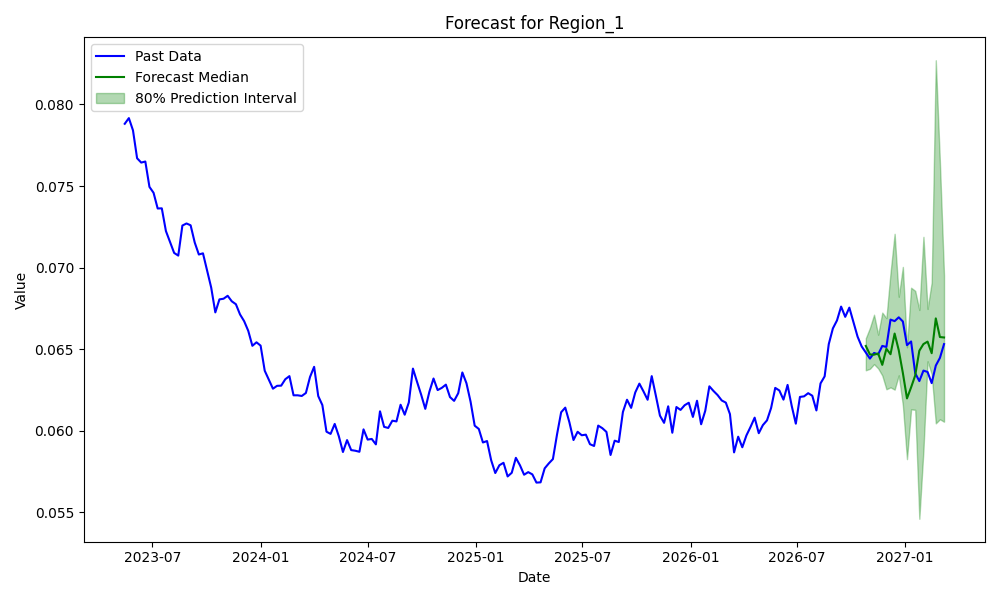 Forecast for Region_1
Past Data
Forecast Median
80% Prediction Interval
Value
0.080
0.075
0.070
0.065
0.060
0.055
2023-07
2024-01
2024-07
2025-01
2025-07
2026-01
2026-07
2027-01
Date